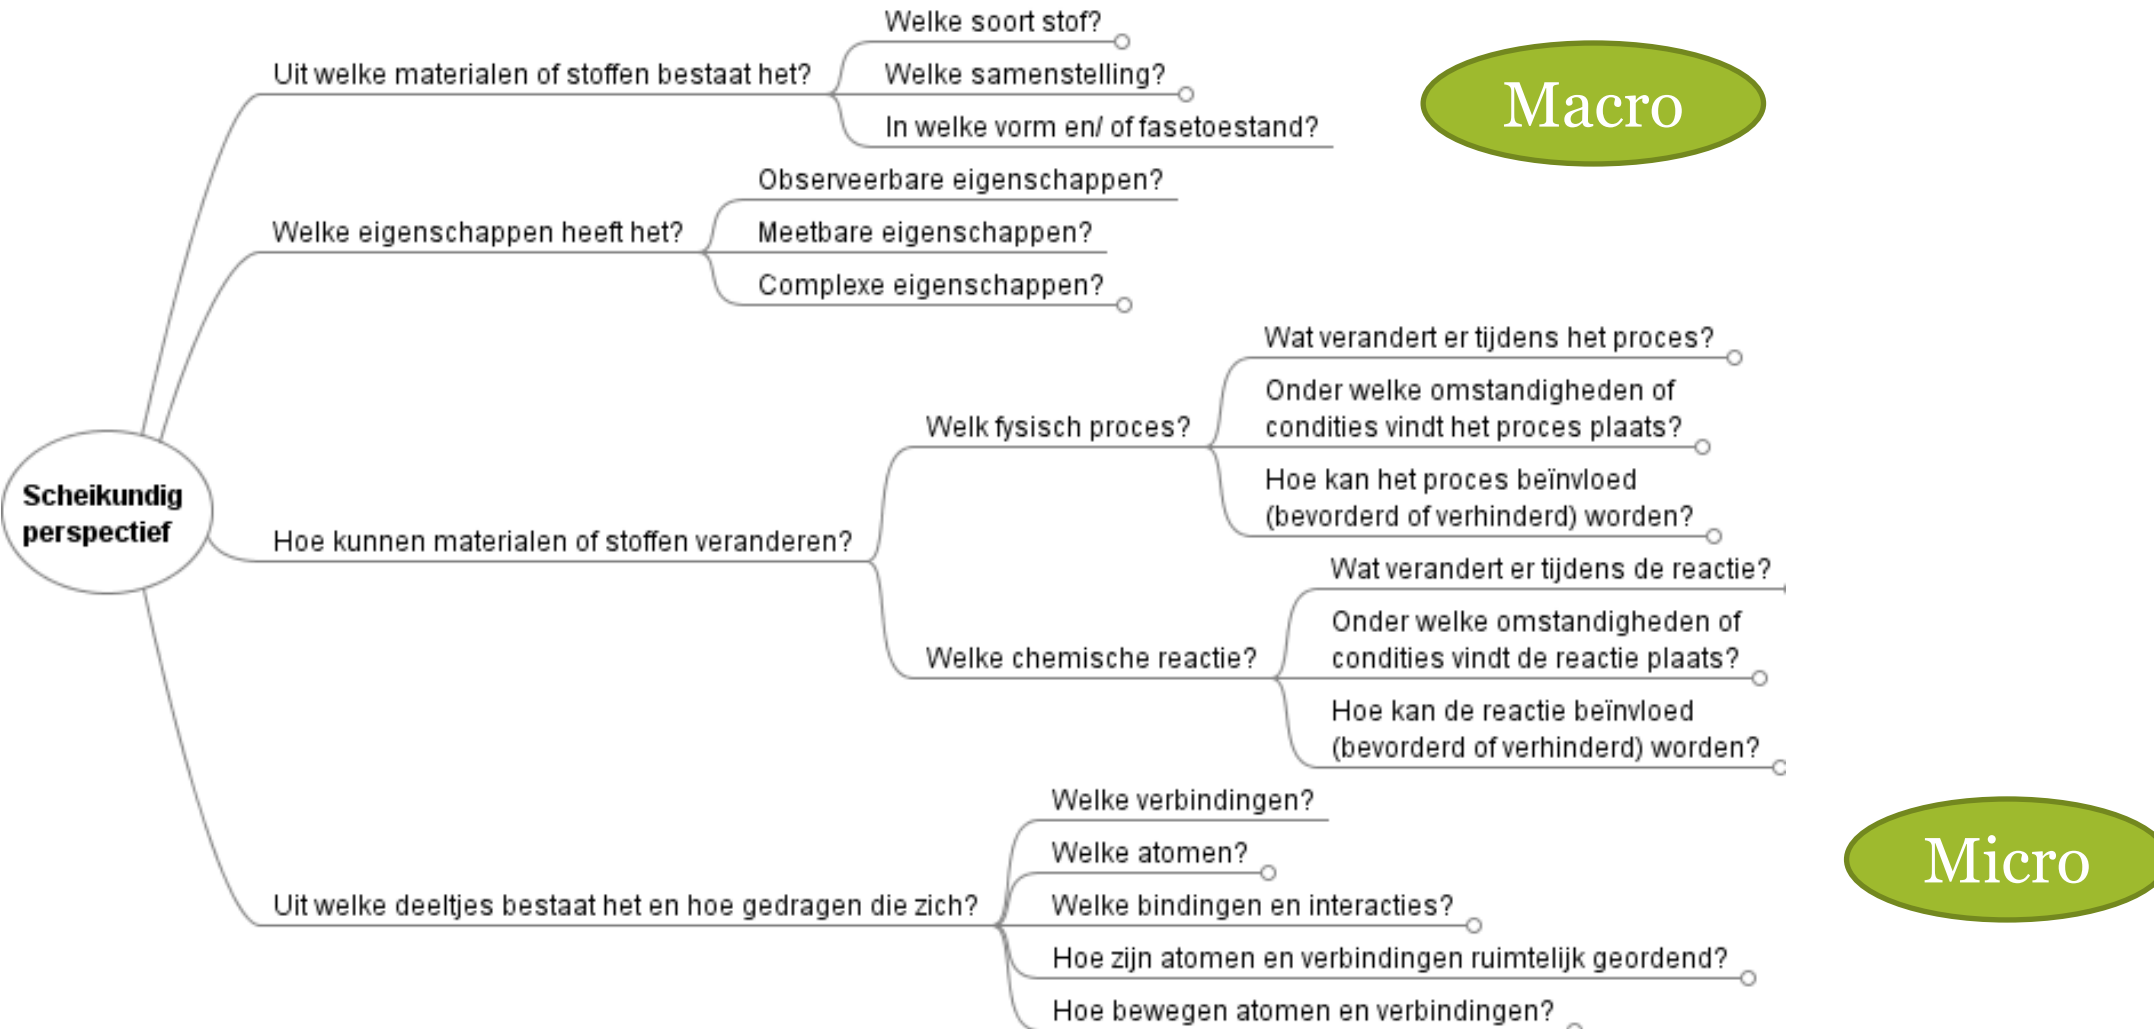 Scheikundig
perspectief
Uit welke materialen of stoffen bestaat het?
Welke soort stof?
Welke samenstelling?
In welke vorm en/ of fasetoestand?
Macro
Welke eigenschappen heeft het?
Observeerbare eigenschappen?
Meetbare eigenschappen?
Complexe eigenschappen?
Hoe kunnen materialen of stoffen veranderen?
Welk fysisch proces?
Wat verandert er tijdens het proces?
Onder welke omstandigheden of
condities vindt het proces plaats?
Hoe kan het proces beïnvloed
(bevorderd of verhinderd) worden?
Welke chemische reactie?
Wat verandert er tijdens de reactie?
Onder welke omstandigheden of
condities vindt de reactie plaats?
Hoe kan de reactie beïnvloed
(bevorderd of verhinderd) worden?
Uit welke deeltjes bestaat het en hoe gedragen die zich?
Welke verbindingen?
Welke atomen?
Welke bindingen en interacties?
Hoe zijn atomen en verbindingen ruimtelijk geordend?
Hoe bewegen atomen en verbindingen?
Micro